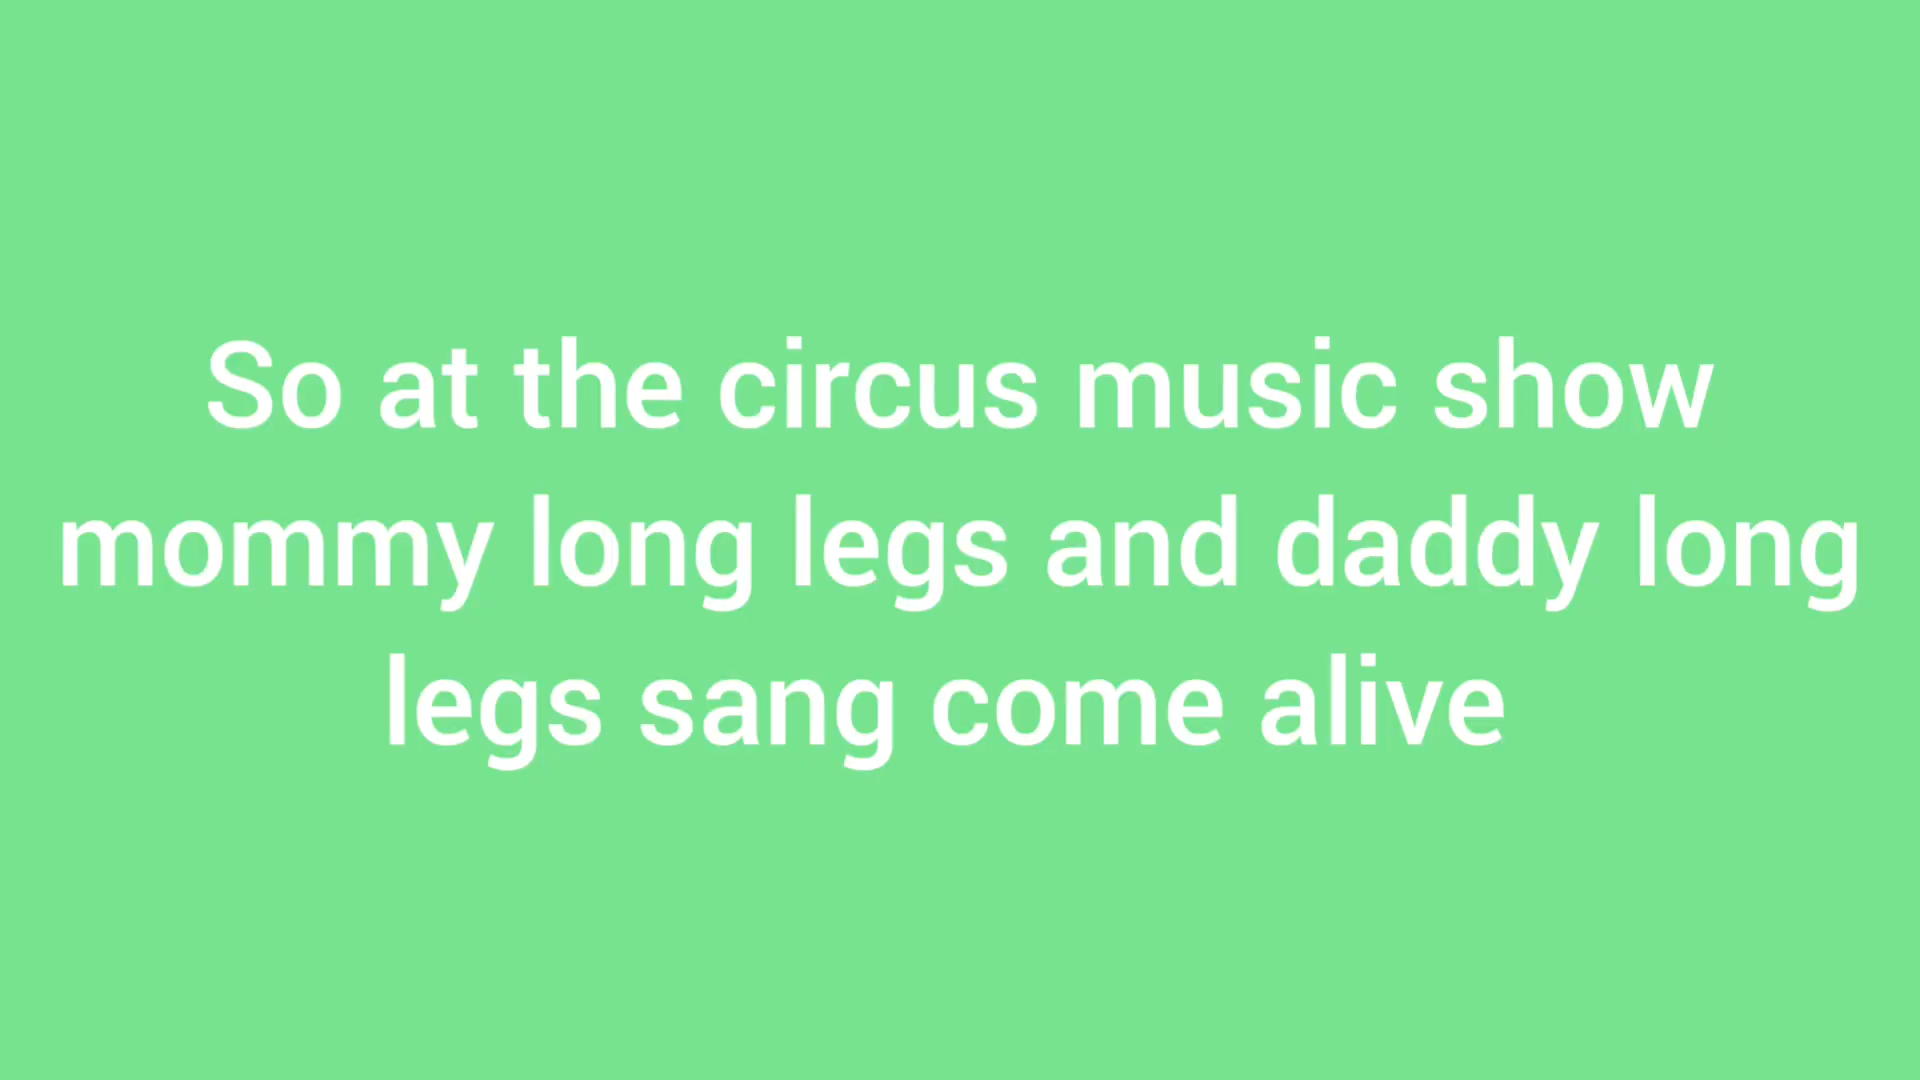 So at the circus music show
mommy long legs and daddy long
legs sang come alive